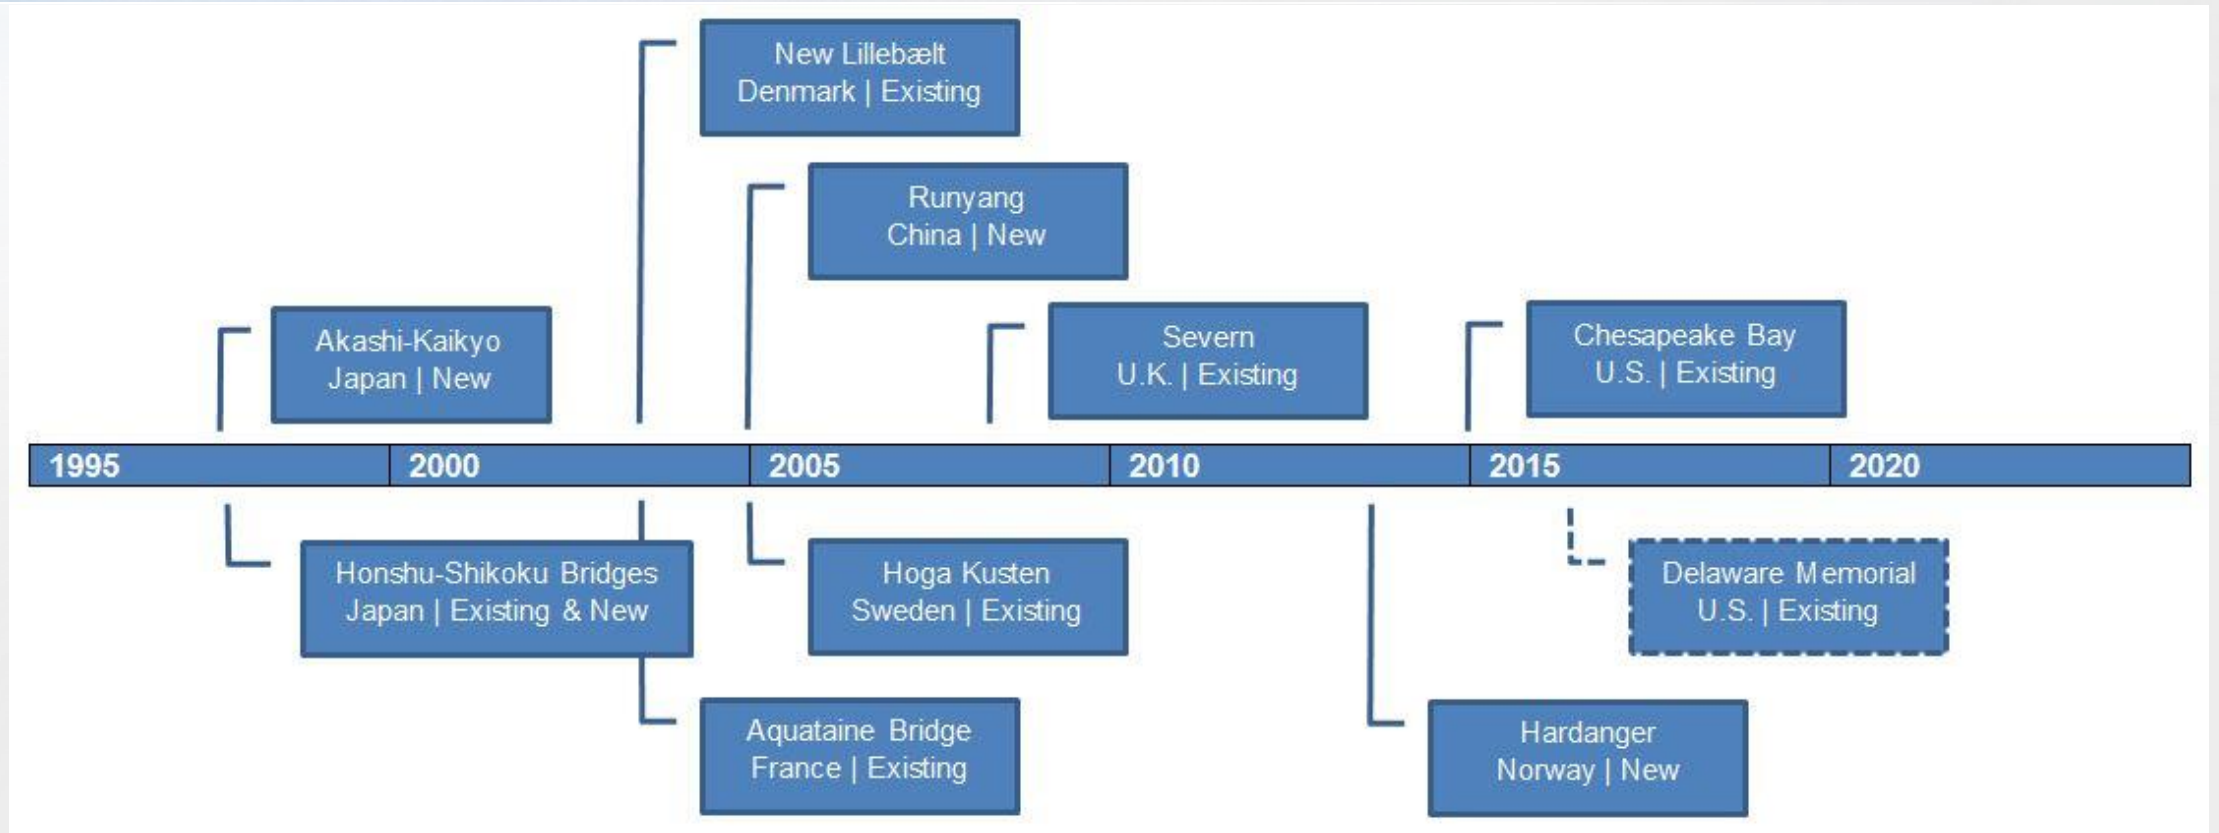 New Lillebælt
Denmark | Existing
Runyang
China | New
Akashi-Kaikyo
Japan | New
Severn
U.K. | Existing
Chesapeake Bay
U.S. | Existing
1995 2000 2005 2010 2015 2020
Honshu-Shikoku Bridges
Japan | Existing & New
Hoga Kusten
Sweden | Existing
Delaware Memorial
U.S. | Existing
Aquataine Bridge
France | Existing
Hardanger
Norway | New